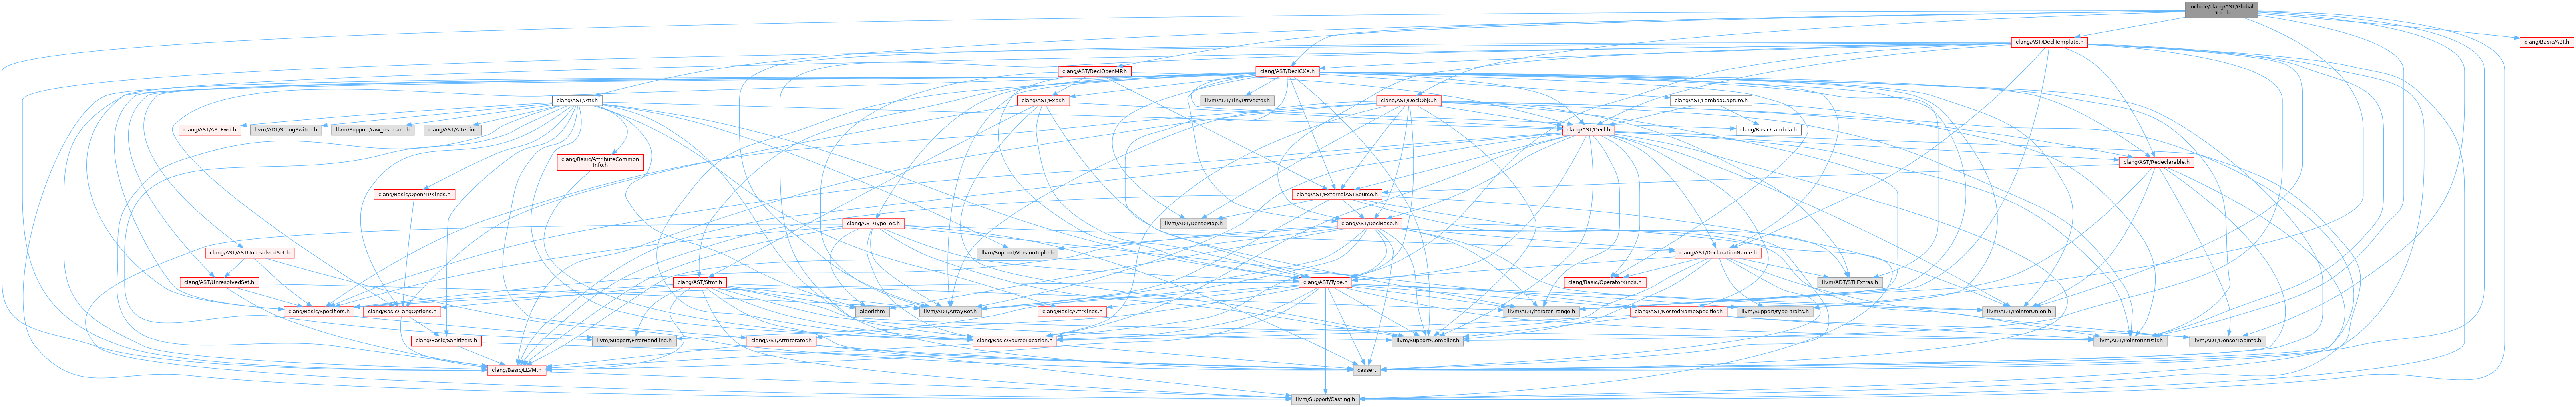 include/clang/AST/Global
Decl.h
clang/AST/DeclTemplate.h
clang/Basic/ABI.h
clang/AST/DeclOpenMP.h
clang/AST/DeclCXX.h
clang/AST/Attr.h
clang/AST/Expr.h
llvm/ADT/TinyPtrVector.h
clang/AST/DeclObjC.h
clang/AST/LambdaCapture.h
clang/AST/ASTFwd.h
llvm/ADT/StringSwitch.h
llvm/Support/raw_ostream.h
clang/AST/Attrs.inc
clang/AST/Decl.h
clang/Basic/Lambda.h
clang/Basic/AttributeCommon
Info.h
clang/AST/Redeclarable.h
clang/Basic/OpenMPKinds.h
clang/AST/ExternalASTSource.h
clang/AST/TypeLoc.h
llvm/ADT/DenseMap.h
clang/AST/DeclBase.h
clang/AST/ASTUnresolvedSet.h
llvm/Support/VersionTuple.h
clang/AST/DeclarationName.h
clang/AST/UnresolvedSet.h
clang/AST/Stmt.h
clang/AST/Type.h
clang/Basic/OperatorKinds.h
llvm/ADT/STLExtras.h
clang/Basic/Specifiers.h
clang/Basic/LangOptions.h
algorithm
llvm/ADT/ArrayRef.h
clang/Basic/AttrKinds.h
llvm/ADT/iterator_range.h
clang/AST/NestedNameSpecifier.h
llvm/Support/type_traits.h
llvm/ADT/PointerUnion.h
clang/Basic/Sanitizers.h
llvm/Support/ErrorHandling.h
clang/AST/AttrIterator.h
clang/Basic/SourceLocation.h
llvm/Support/Compiler.h
llvm/ADT/PointerIntPair.h
llvm/ADT/DenseMapInfo.h
clang/Basic/LLVM.h
cassert
llvm/Support/Casting.h